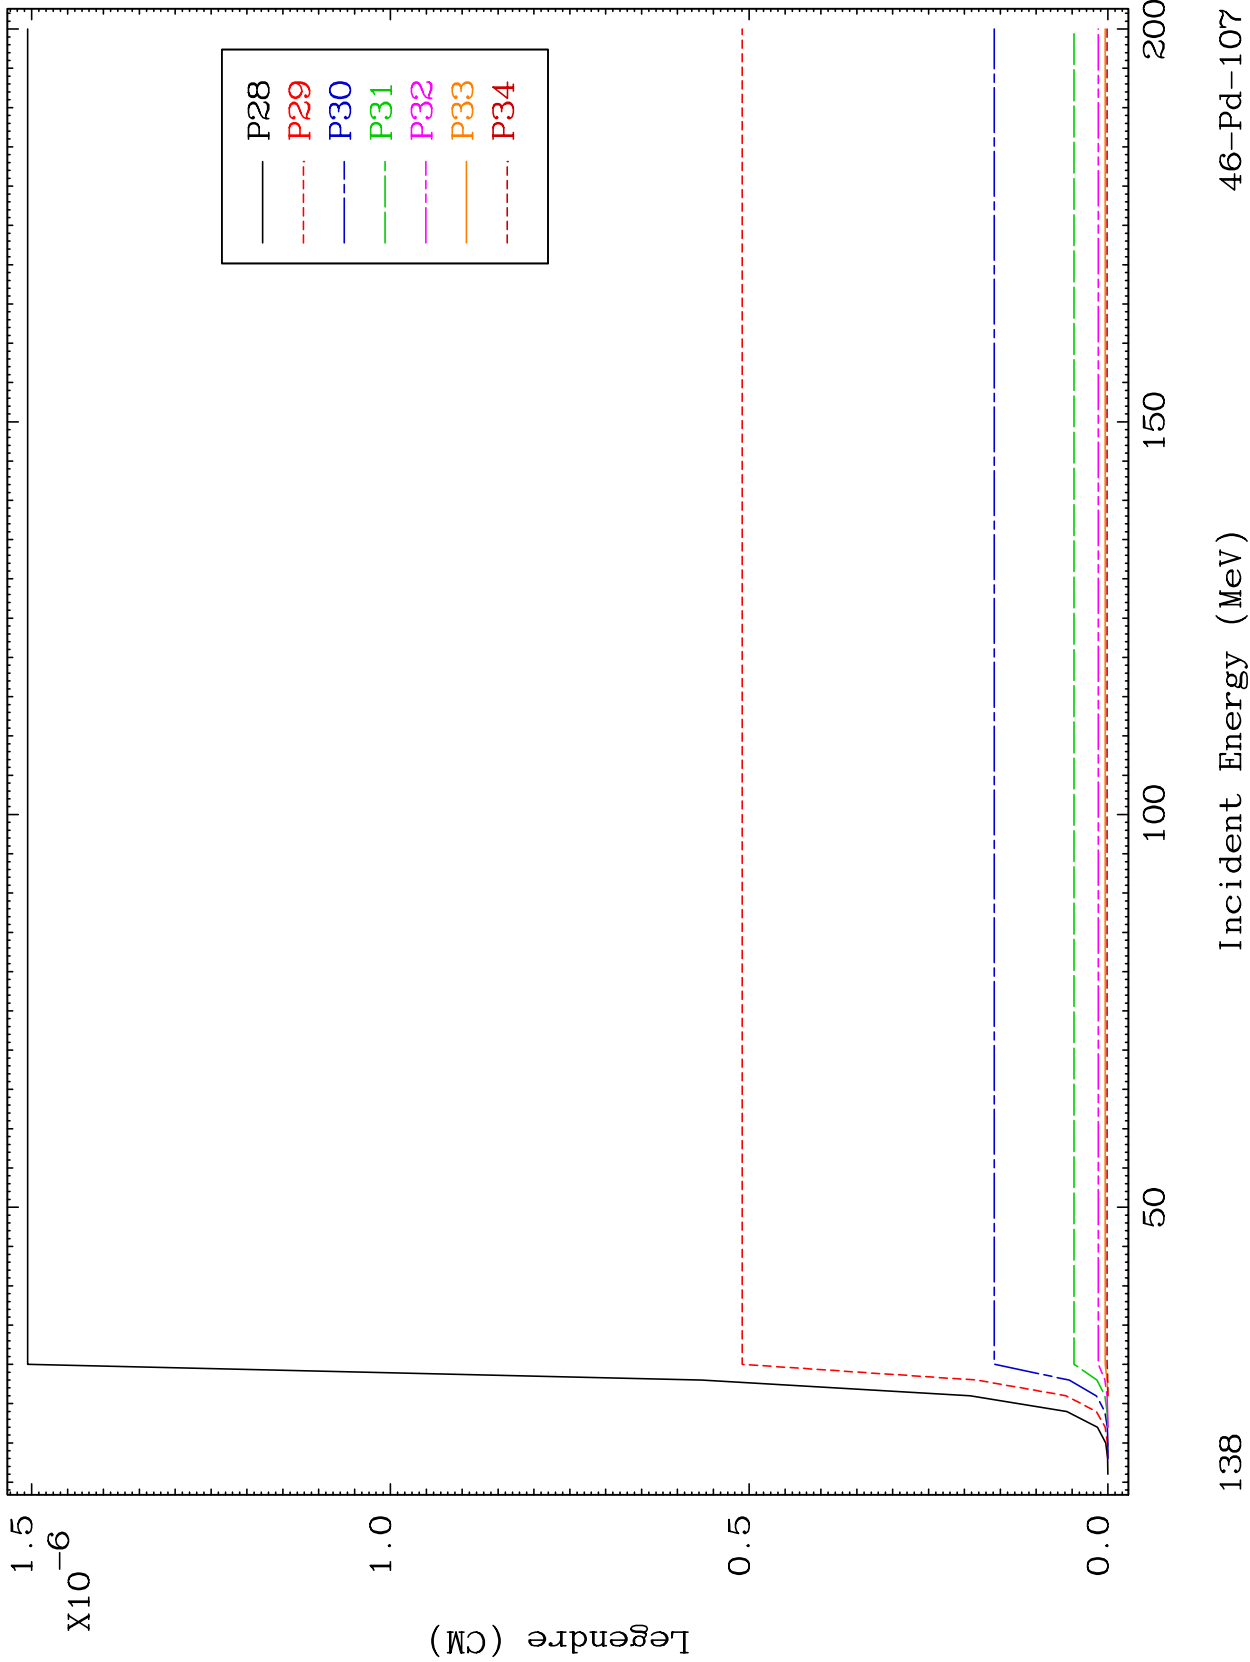 1.5
X10-6
1.0
0.5
0.0
Legendre (CM)
P28
P29
P30
P31
P32
P33
P34
50
100
150
200
138
Incident Energy (MeV)
46-Pd-107